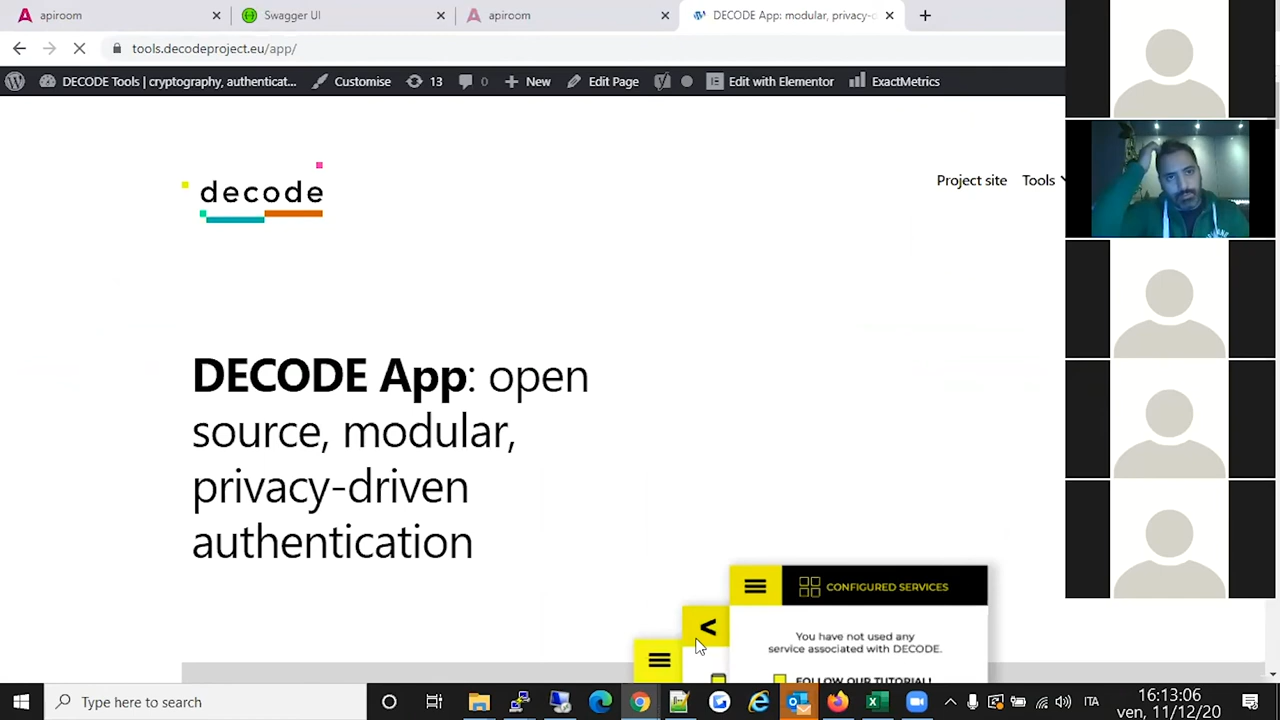 apiroom
Swagger UI
apiroom
DECODE App: modular, privacy-
tools.decodeproject.eu/app/
DECODE Tools | cryptography, authenticat...
Customise
13
0
New
Edit Page
Edit with Elementor
ExactMetrics
decode
Project site
Tools
DECODE App: open
source, modular,
privacy-driven
authentication
CONFIGURED SERVICES
You have not used any
service associated with DECODE.
FOLLOW OUR TUTORIAL!
Type here to search
ITA
16:13:06
ven, 11/12/20